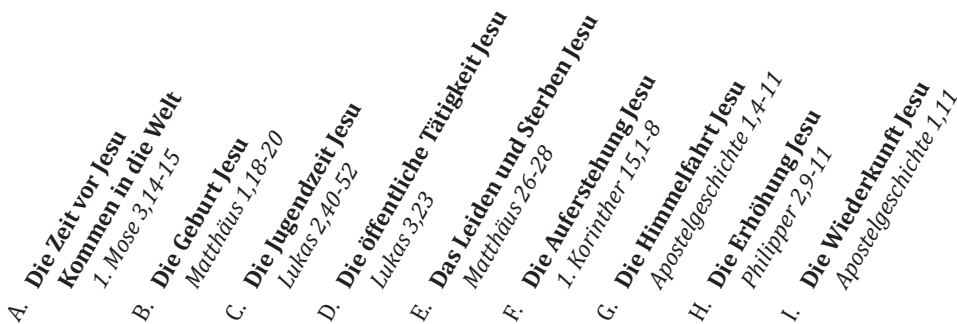 A. Die Zeit vor Jesu
Kommen in die Welt
1. Mose 3,14-15
B. Die Geburt Jesu
Matthäus 1,18-20
C. Die Jugendzeit Jesu
Lukas 2,40-52
D. Die öffentliche Tätigkeit Jesu
Lukas 3,23
E. Das Leiden und Sterben Jesu
Matthäus 26-28
F. Die Auferstehung Jesu
1. Korinther 15,1-8
G. Die Himmelfahrt Jesu
Apostelgeschichte 1,4-11
H. Die Erhöhung Jesu
Philipper 2,9-11
I. Die Wiederkunft Jesu
Apostelgeschichte 1,11